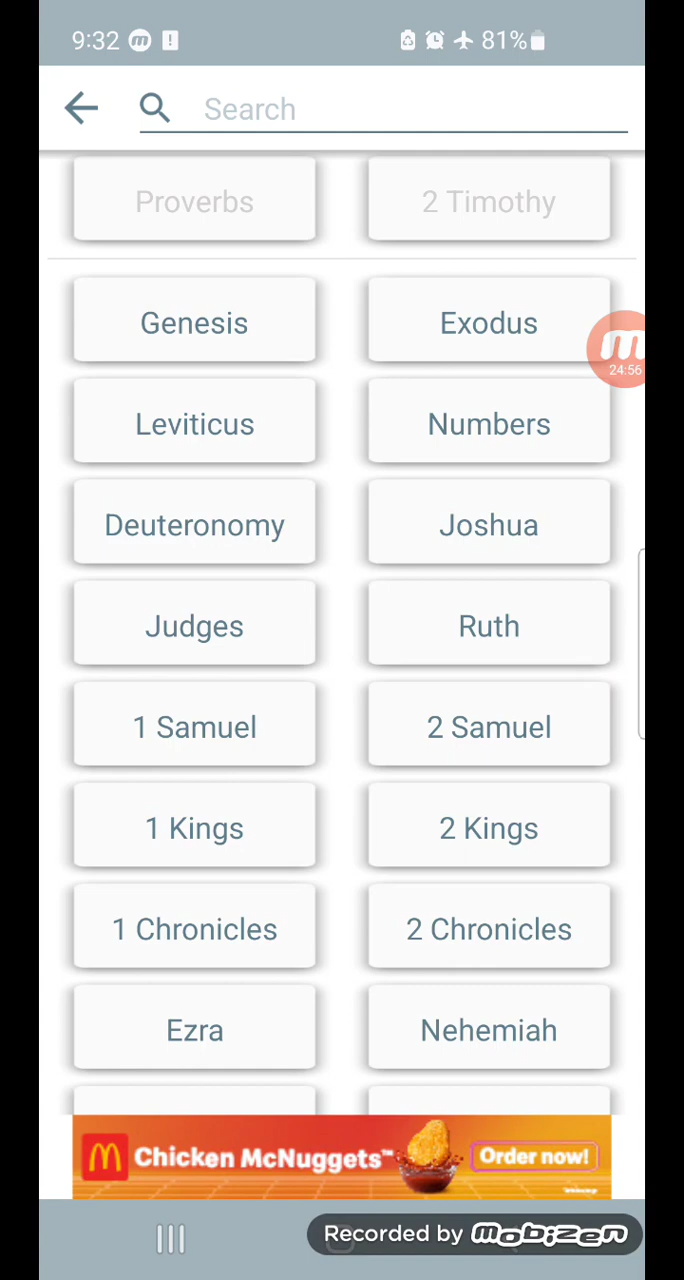 9:32 81%
Search
Proverbs 2 Timothy
Genesis Exodus
24:56
Leviticus Numbers
Deuteronomy Joshua
Judges Ruth
1 Samuel 2 Samuel
1 Kings 2 Kings
1 Chronicles 2 Chronicles
Ezra Nehemiah
Chicken McNuggets™ Order now!
Recorded by mobizen